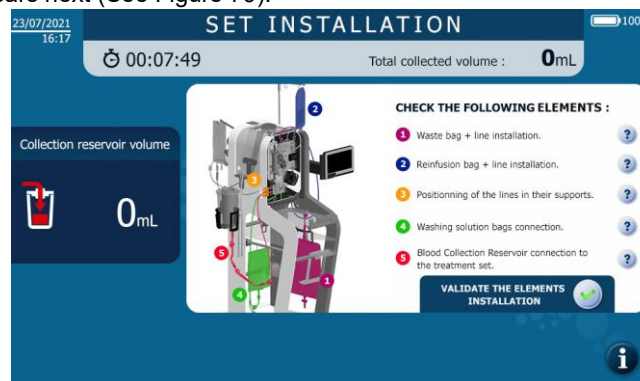 ars next (See Figure 70).
23/07/2021
16:17
SET INSTALLATION
100
00:07:49
Total collected volume :
0mL
Collection reservoir volume
0mL
CHECK THE FOLLOWING ELEMENTS :
1 Waste bag + line installation. ?
2 Reinfusion bag + line installation. ?
3 Positionning of the lines in their supports. ?
4 Washing solution bags connection. ?
5 Blood Collection Reservoir connection to
the treatment set. ?
2
3
5
4
1
VALIDATE THE ELEMENTS
INSTALLATION
i